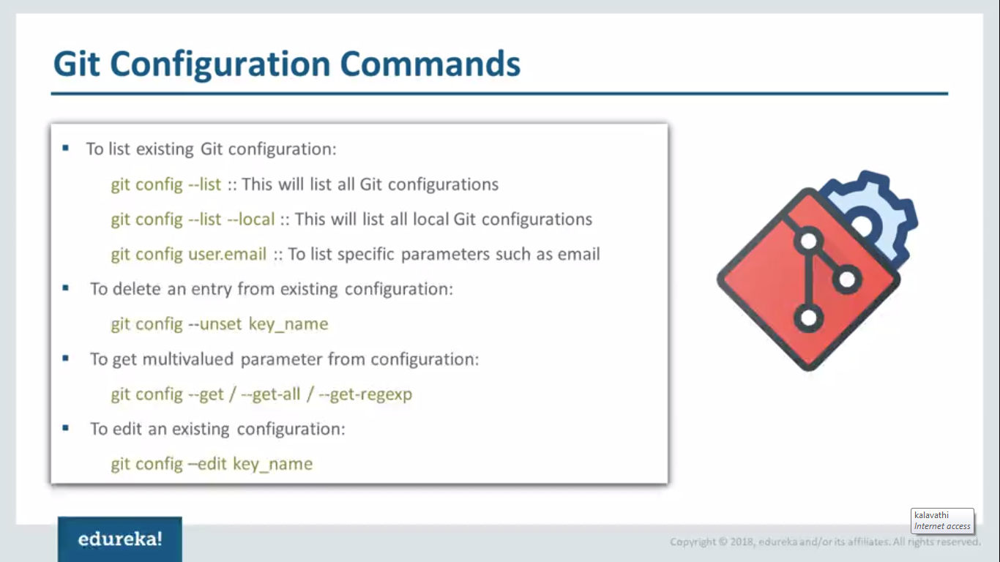 Git Configuration Commands
▪ To list existing Git configuration:
git config --list :: This will list all Git configurations
git config --list --local :: This will list all local Git configurations
git config user.email :: To list specific parameters such as email
▪ To delete an entry from existing configuration:
git config --unset key_name
▪ To get multivalued parameter from configuration:
git config --get / --get-all / --get-regexp
▪ To edit an existing configuration:
git config –edit key_name
kalavathi
Internet access
edureka!
Copyright © 2018, edureka and/or its affiliates. All rights reserved.